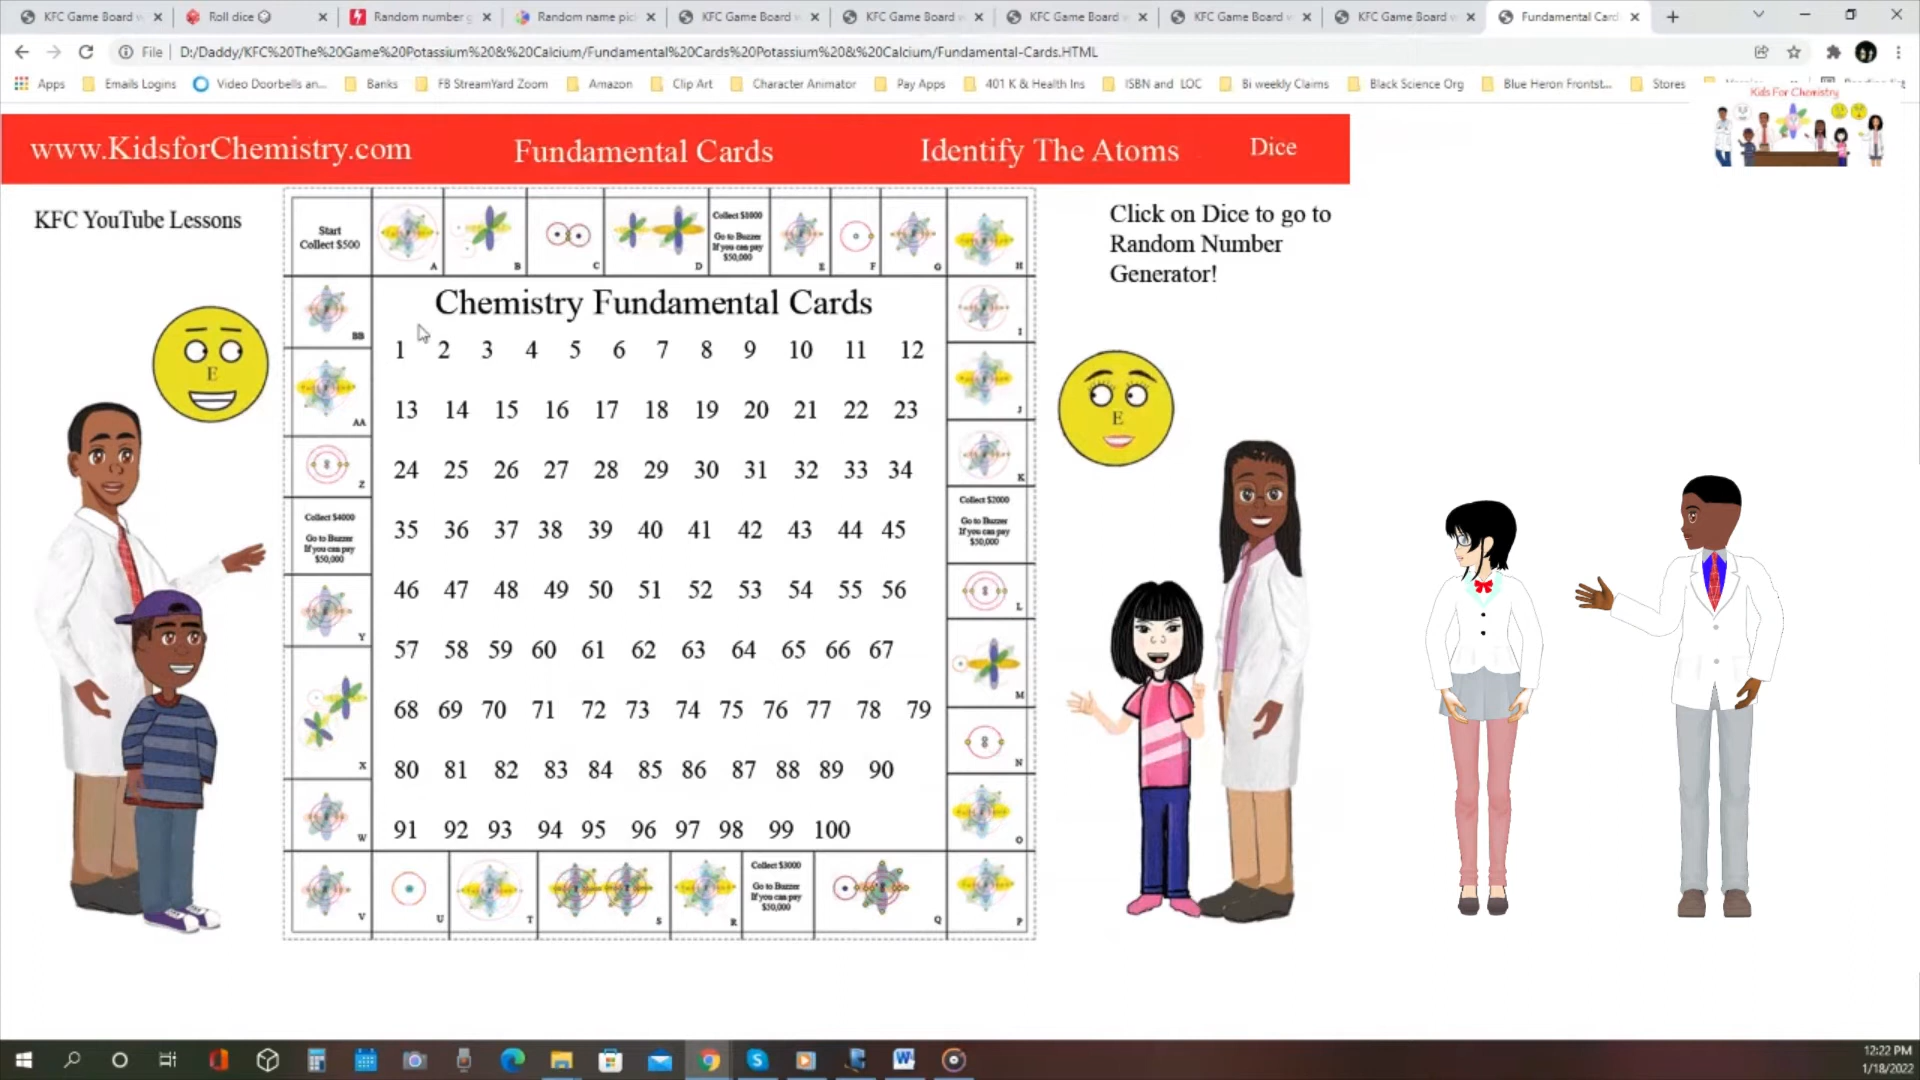 KFC Game Board
Roll dice
Random number g
Random name pic
KFC Game Board
KFC Game Board
KFC Game Board
KFC Game Board
KFC Game Board
Fundamental Card
File
D:/Daddy/KFC%20The%20Game%20Potassium%20&%20Calcium/Fundamental%20Cards%20Potassium%20&%20Calcium/Fundamental-Cards.HTML
Apps
Emails Logins
Video Doorbells an...
Banks
FB StreamYard Zoom
Amazon
Clip Art
Character Animator
Pay Apps
401 K & Health Ins
ISBN and LOC
Bi weekly Claims
Black Science Org
Blue Heron Frontst...
Stores
Kids For Chemistry
www.KidsforChemistry.com
Fundamental Cards
Identify The Atoms
Dice
KFC YouTube Lessons
Click on Dice to go to
Random Number
Generator!
Start
Collect $500
A
B
C
D
Collect $1000
Go to Buzzer
If you can pay
$50,000
E
F
G
H
BB
AA
Z
Collect $4000
Go to Buzzer
If you can pay
$50,000
Y
X
W
V
Chemistry Fundamental Cards
1 2 3 4 5 6 7 8 9 10 11 12
13 14 15 16 17 18 19 20 21 22 23
24 25 26 27 28 29 30 31 32 33 34
35 36 37 38 39 40 41 42 43 44 45
46 47 48 49 50 51 52 53 54 55 56
57 58 59 60 61 62 63 64 65 66 67
68 69 70 71 72 73 74 75 76 77 78 79
80 81 82 83 84 85 86 87 88 89 90
91 92 93 94 95 96 97 98 99 100
I
J
K
Collect $2000
Go to Buzzer
If you can pay
$50,000
L
M
N
O
P
U
T
S
R
Collect $3000
Go to Buzzer
If you can pay
$50,000
Q
E
E
12:22 PM
1/18/2022